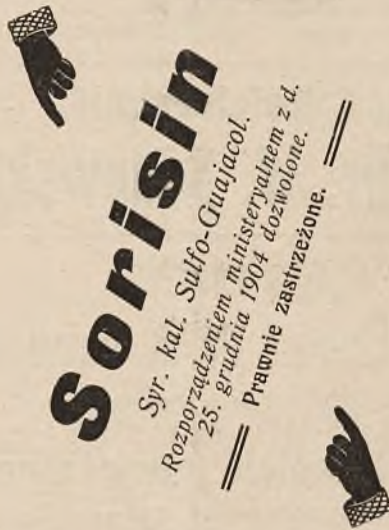 Sorisin
Syr. kal. Sulfo-Guajacol.
Rozporządzeniem ministeryalnem z d.
25. grudnia 1904 dozwolone.
Prawnie zastrzeżone.